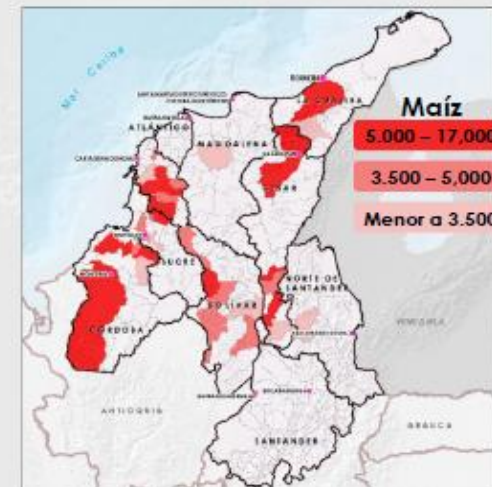 Mar Caribe
LA GUAJIRA
Maíz
5.000 – 17,000
3.500 – 5,000
Menor a 3.500
ATLÁNTICO
MAGDALENA
CESAR
SUCRE
BOLÍVAR
NORTE DE
SANTANDER
CÓRDOBA
VENEZUELA
ANTIOQUIA
ARAUCA
SANTANDER